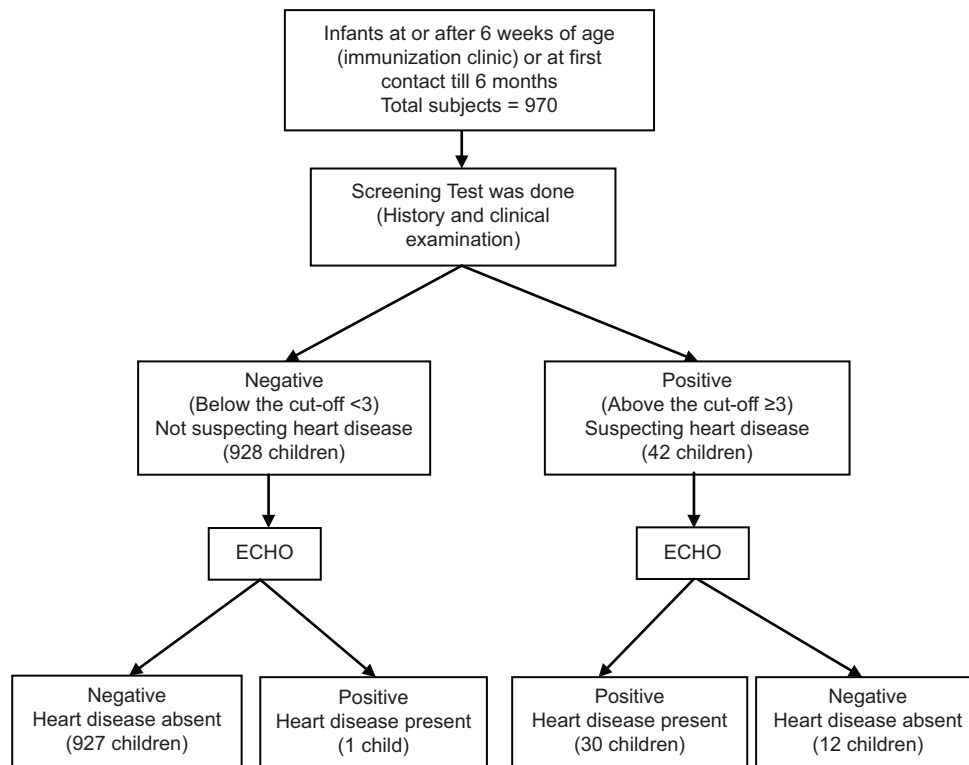 Infants at or after 6 weeks of age
(immunization clinic) or at first
contact till 6 months
Total subjects = 970
Screening Test was done
(History and clinical
examination)
Negative
(Below the cut-off <3)
Not suspecting heart disease
(928 children)
Positive
(Above the cut-off ≥3)
Suspecting heart disease
(42 children)
ECHO
ECHO
Negative
Heart disease absent
(927 children)
Positive
Heart disease present
(1 child)
Positive
Heart disease present
(30 children)
Negative
Heart disease absent
(12 children)